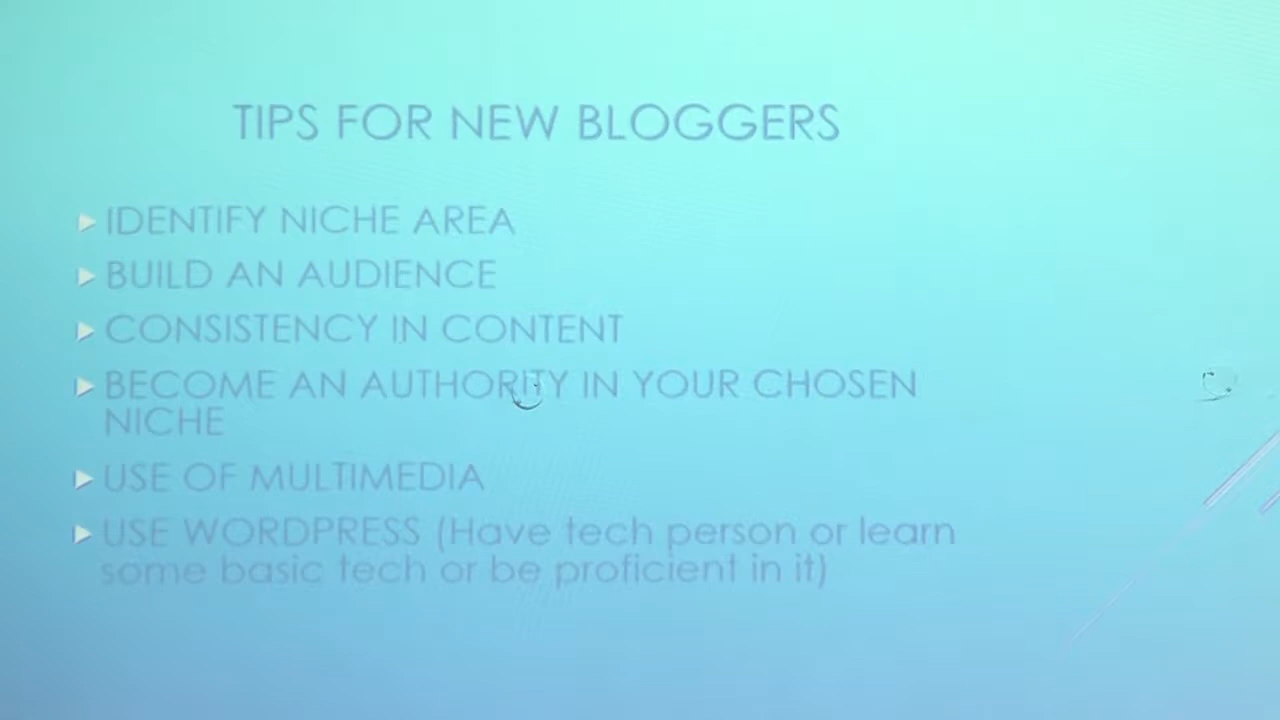 TIPS FOR NEW BLOGGERS
IDENTIFY NICHE AREA
BUILD AN AUDIENCE
CONSISTENCY IN CONTENT
BECOME AN AUTHORITY IN YOUR CHOSEN
NICHE
USE OF MULTIMEDIA
USE WORDPRESS (Have tech person or learn
some basic tech or be proficient in it)